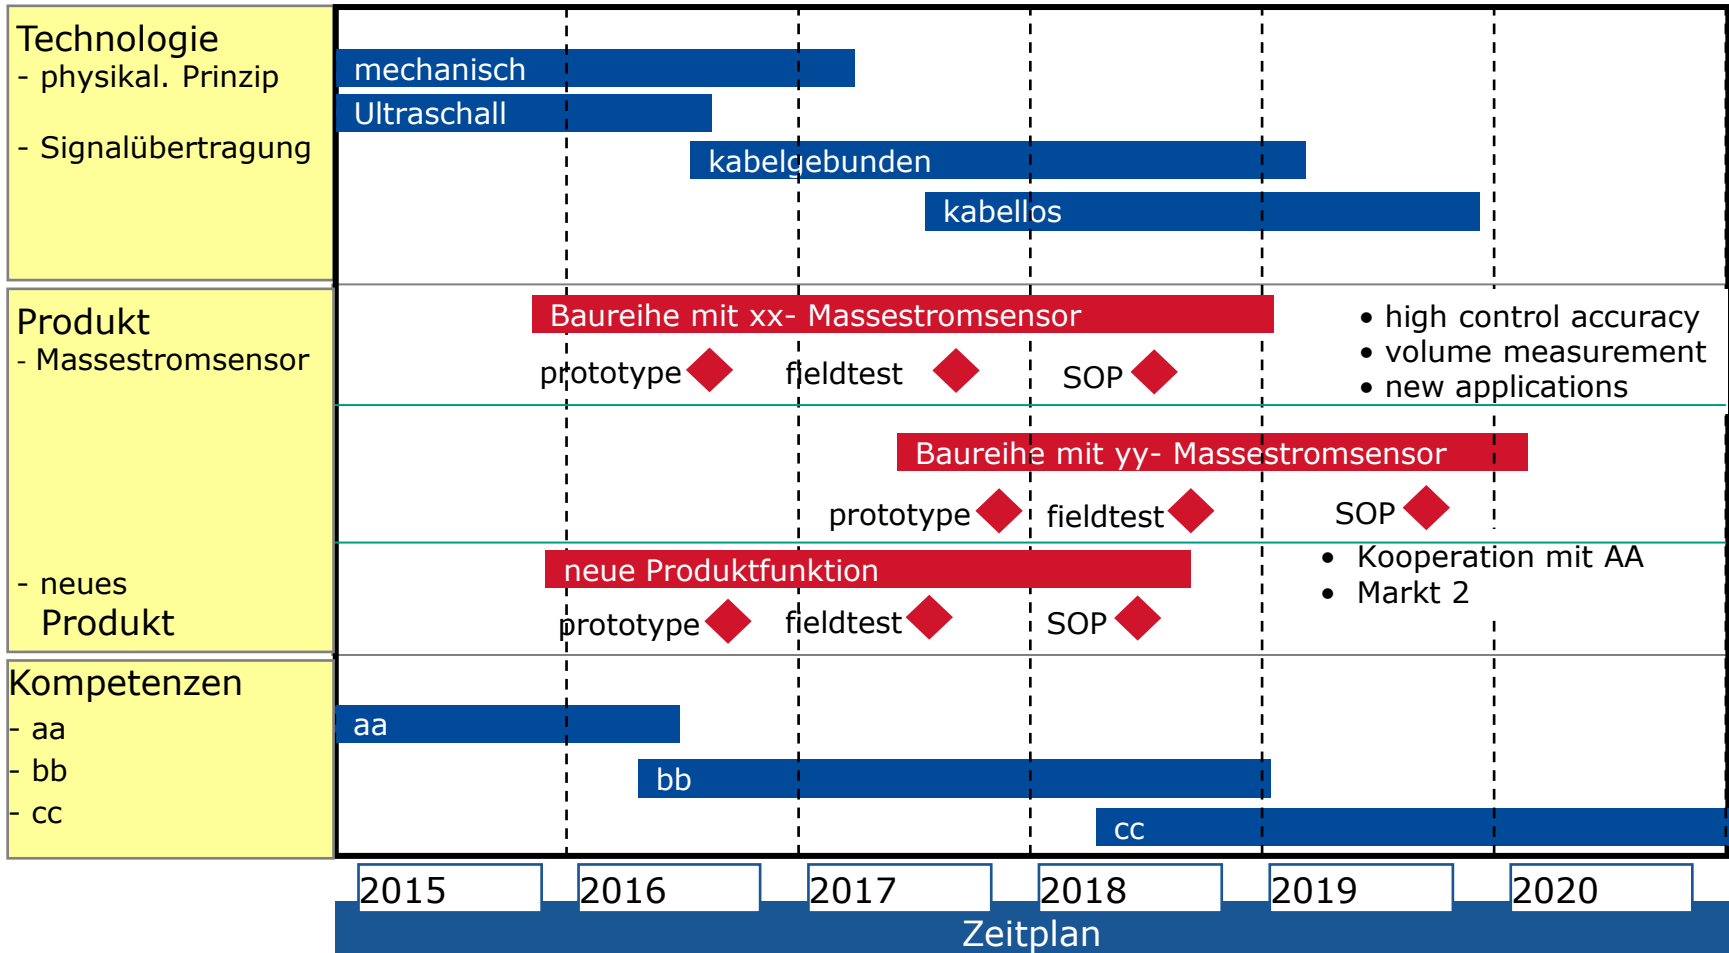 Technologie
- physikal. Prinzip
- Signalübertragung
mechanisch
Ultraschall
kabelgebunden
kabellos
Produkt
- Massestromsensor
Baureihe mit xx- Massestromsensor
prototype
fieldtest
SOP
• high control accuracy
• volume measurement
• new applications
Baureihe mit yy- Massestromsensor
prototype
fieldtest
SOP
- neues
Produkt
neue Produktfunktion
prototype
fieldtest
SOP
• Kooperation mit AA
• Markt 2
Kompetenzen
- aa
- bb
- cc
aa
bb
cc
2015 2016 2017 2018 2019 2020
Zeitplan